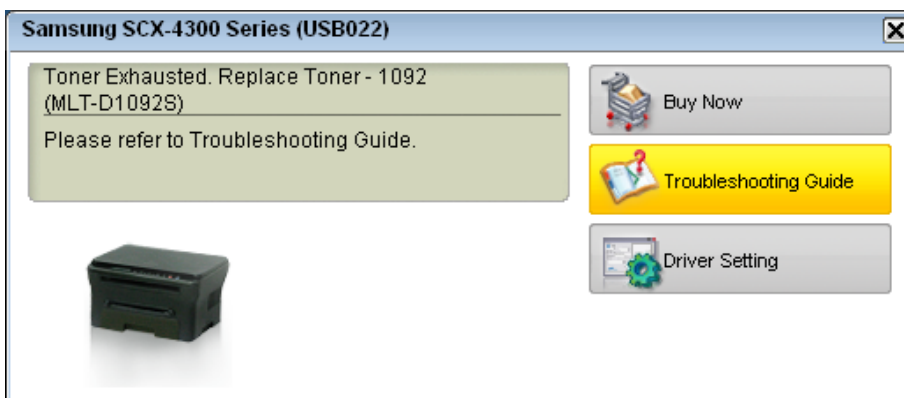 Samsung SCX-4300 Series (USB022)
Toner Exhausted. Replace Toner - 1092
(MLT-D1092S)
Please refer to Troubleshooting Guide.
Buy Now
Troubleshooting Guide
Driver Setting